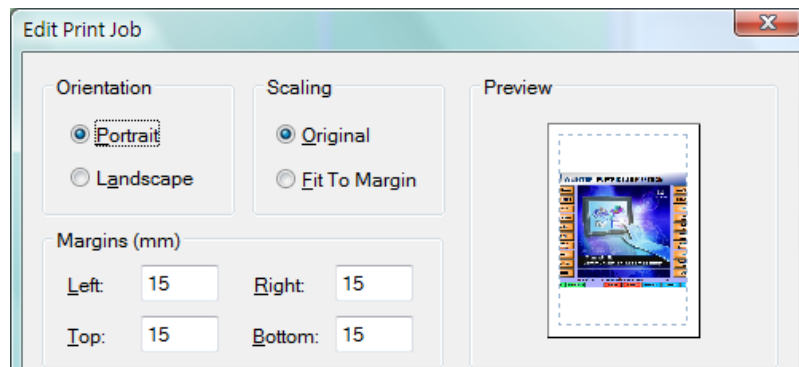 Edit Print Job
Orientation
Portrait
Landscape
Scaling
Original
Fit To Margin
Preview
Margins (mm)
Left: 15 Right: 15
Top: 15 Bottom: 15